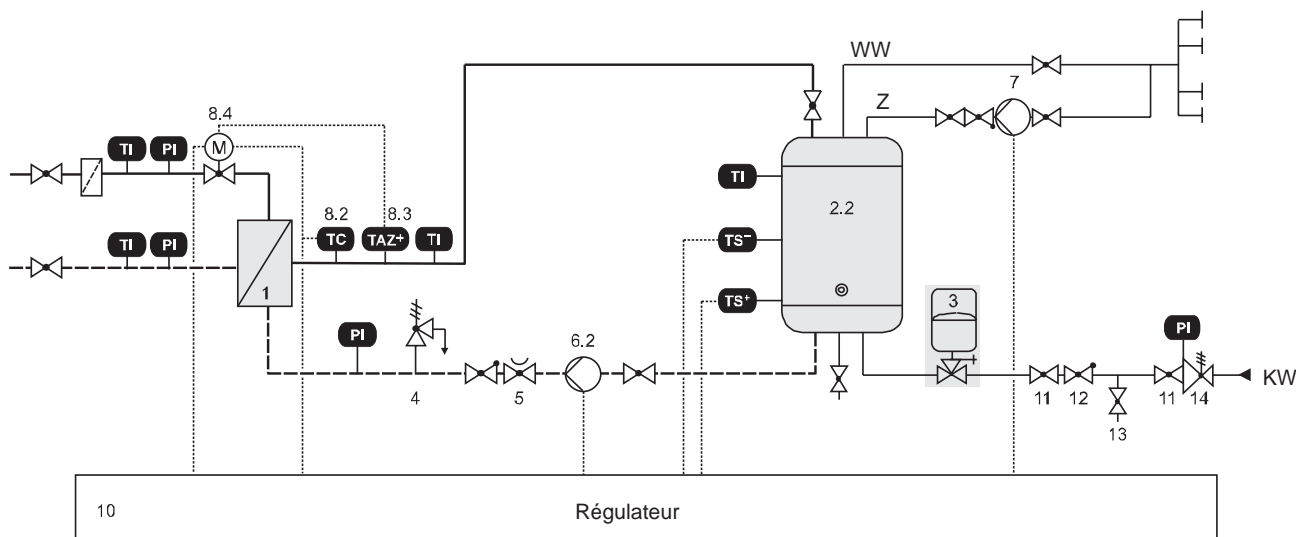 WW
7
8.4
Z
TI PI M
8.2 8.3 TI 2.2
TI PI TC TAZ+ TI TS−
1 TS+ 3
PI 6.2 PI
4 5 11 12 11 14 KW
13
10 Régulateur